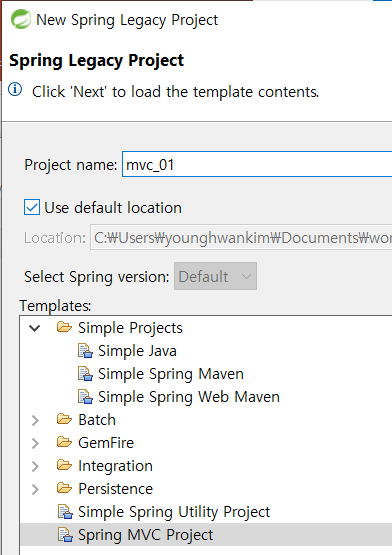 New Spring Legacy Project
Spring Legacy Project
Click 'Next' to load the template contents.
Project name: mvc_01
Use default location
Location: C:₩Users₩younghwankim₩Documents₩wor
Select Spring version: Default
Templates:
Simple Projects
Simple Java
Simple Spring Maven
Simple Spring Web Maven
Batch
GemFire
Integration
Persistence
Simple Spring Utility Project
Spring MVC Project